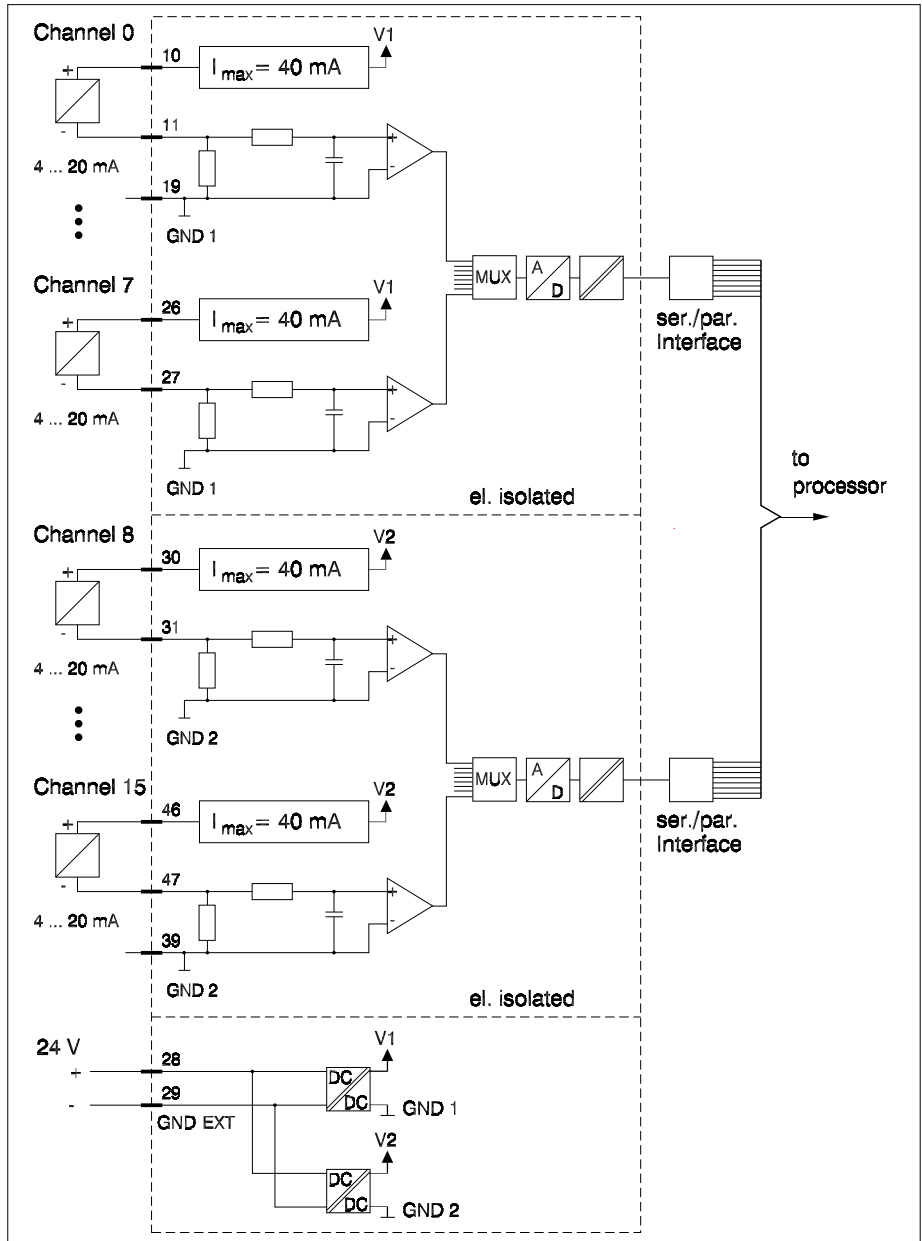 Channel 0
10
I max = 40 mA
V1
+
-
11
4 ... 20 mA
+
-
19
GND 1
MUX
A
D
ser./par.
Interface
Channel 7
26
I max = 40 mA
V1
+
-
27
4 ... 20 mA
+
-
GND 1
el. isolated
to
processor
Channel 8
30
I max = 40 mA
V2
+
-
31
4 ... 20 mA
+
-
GND 2
MUX
A
D
ser./par.
Interface
Channel 15
46
I max = 40 mA
V2
+
-
47
4 ... 20 mA
+
-
39
GND 2
el. isolated
24 V
+
28
-
29
GND EXT
DC
DC
V1
GND 1
DC
DC
V2
GND 2